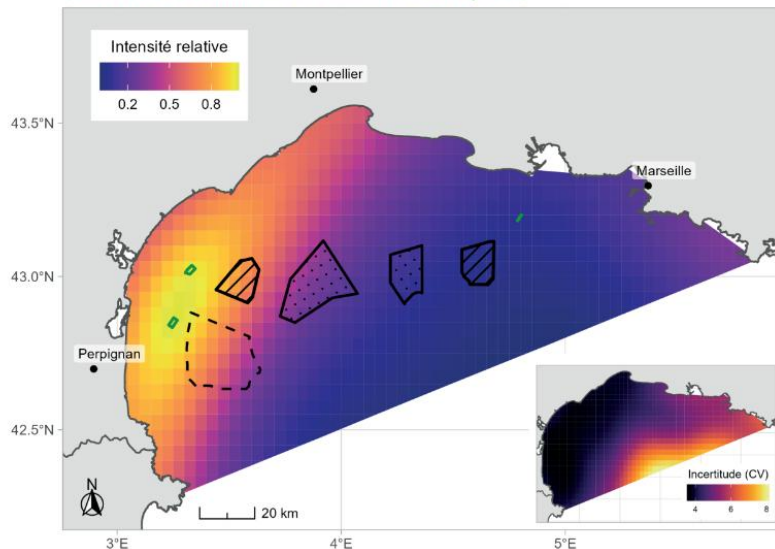 Intensité relative
0.2 0.5 0.8
Montpellier
43.5°N
Marseille
43.0°N
Perpignan
42.5°N
Incertitude (CV)
4 6 8
N
20 km
3°E 4°E 5°E